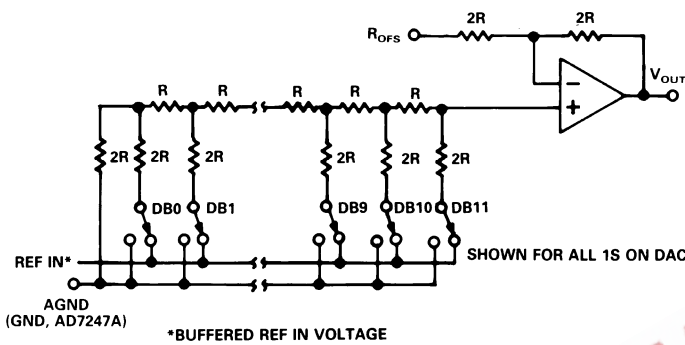 2R 2R
R_OFS
V_OUT
− +
R R R R R
2R 2R 2R 2R 2R 2R
DB0 DB1 DB9 DB10 DB11
SHOWN FOR ALL 1S ON DAC
REF IN*
AGND
(GND, AD7247A)
*BUFFERED REF IN VOLTAGE